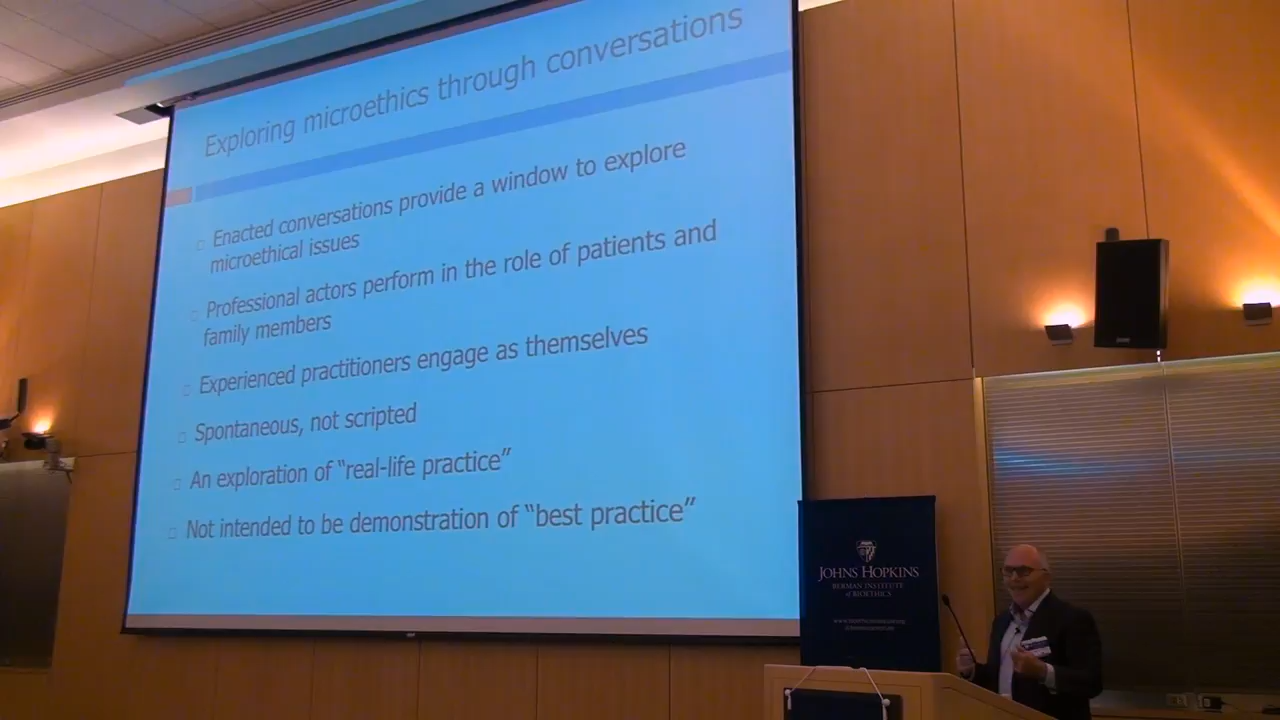 Exploring microethics through conversations
Enacted conversations provide a window to explore
microethical issues
Professional actors perform in the role of patients and
family members
Experienced practitioners engage as themselves
Spontaneous, not scripted
An exploration of “real-life practice”
Not intended to be demonstration of “best practice”
JOHNS HOPKINS
BERMAN INSTITUTE
of BIOETHICS